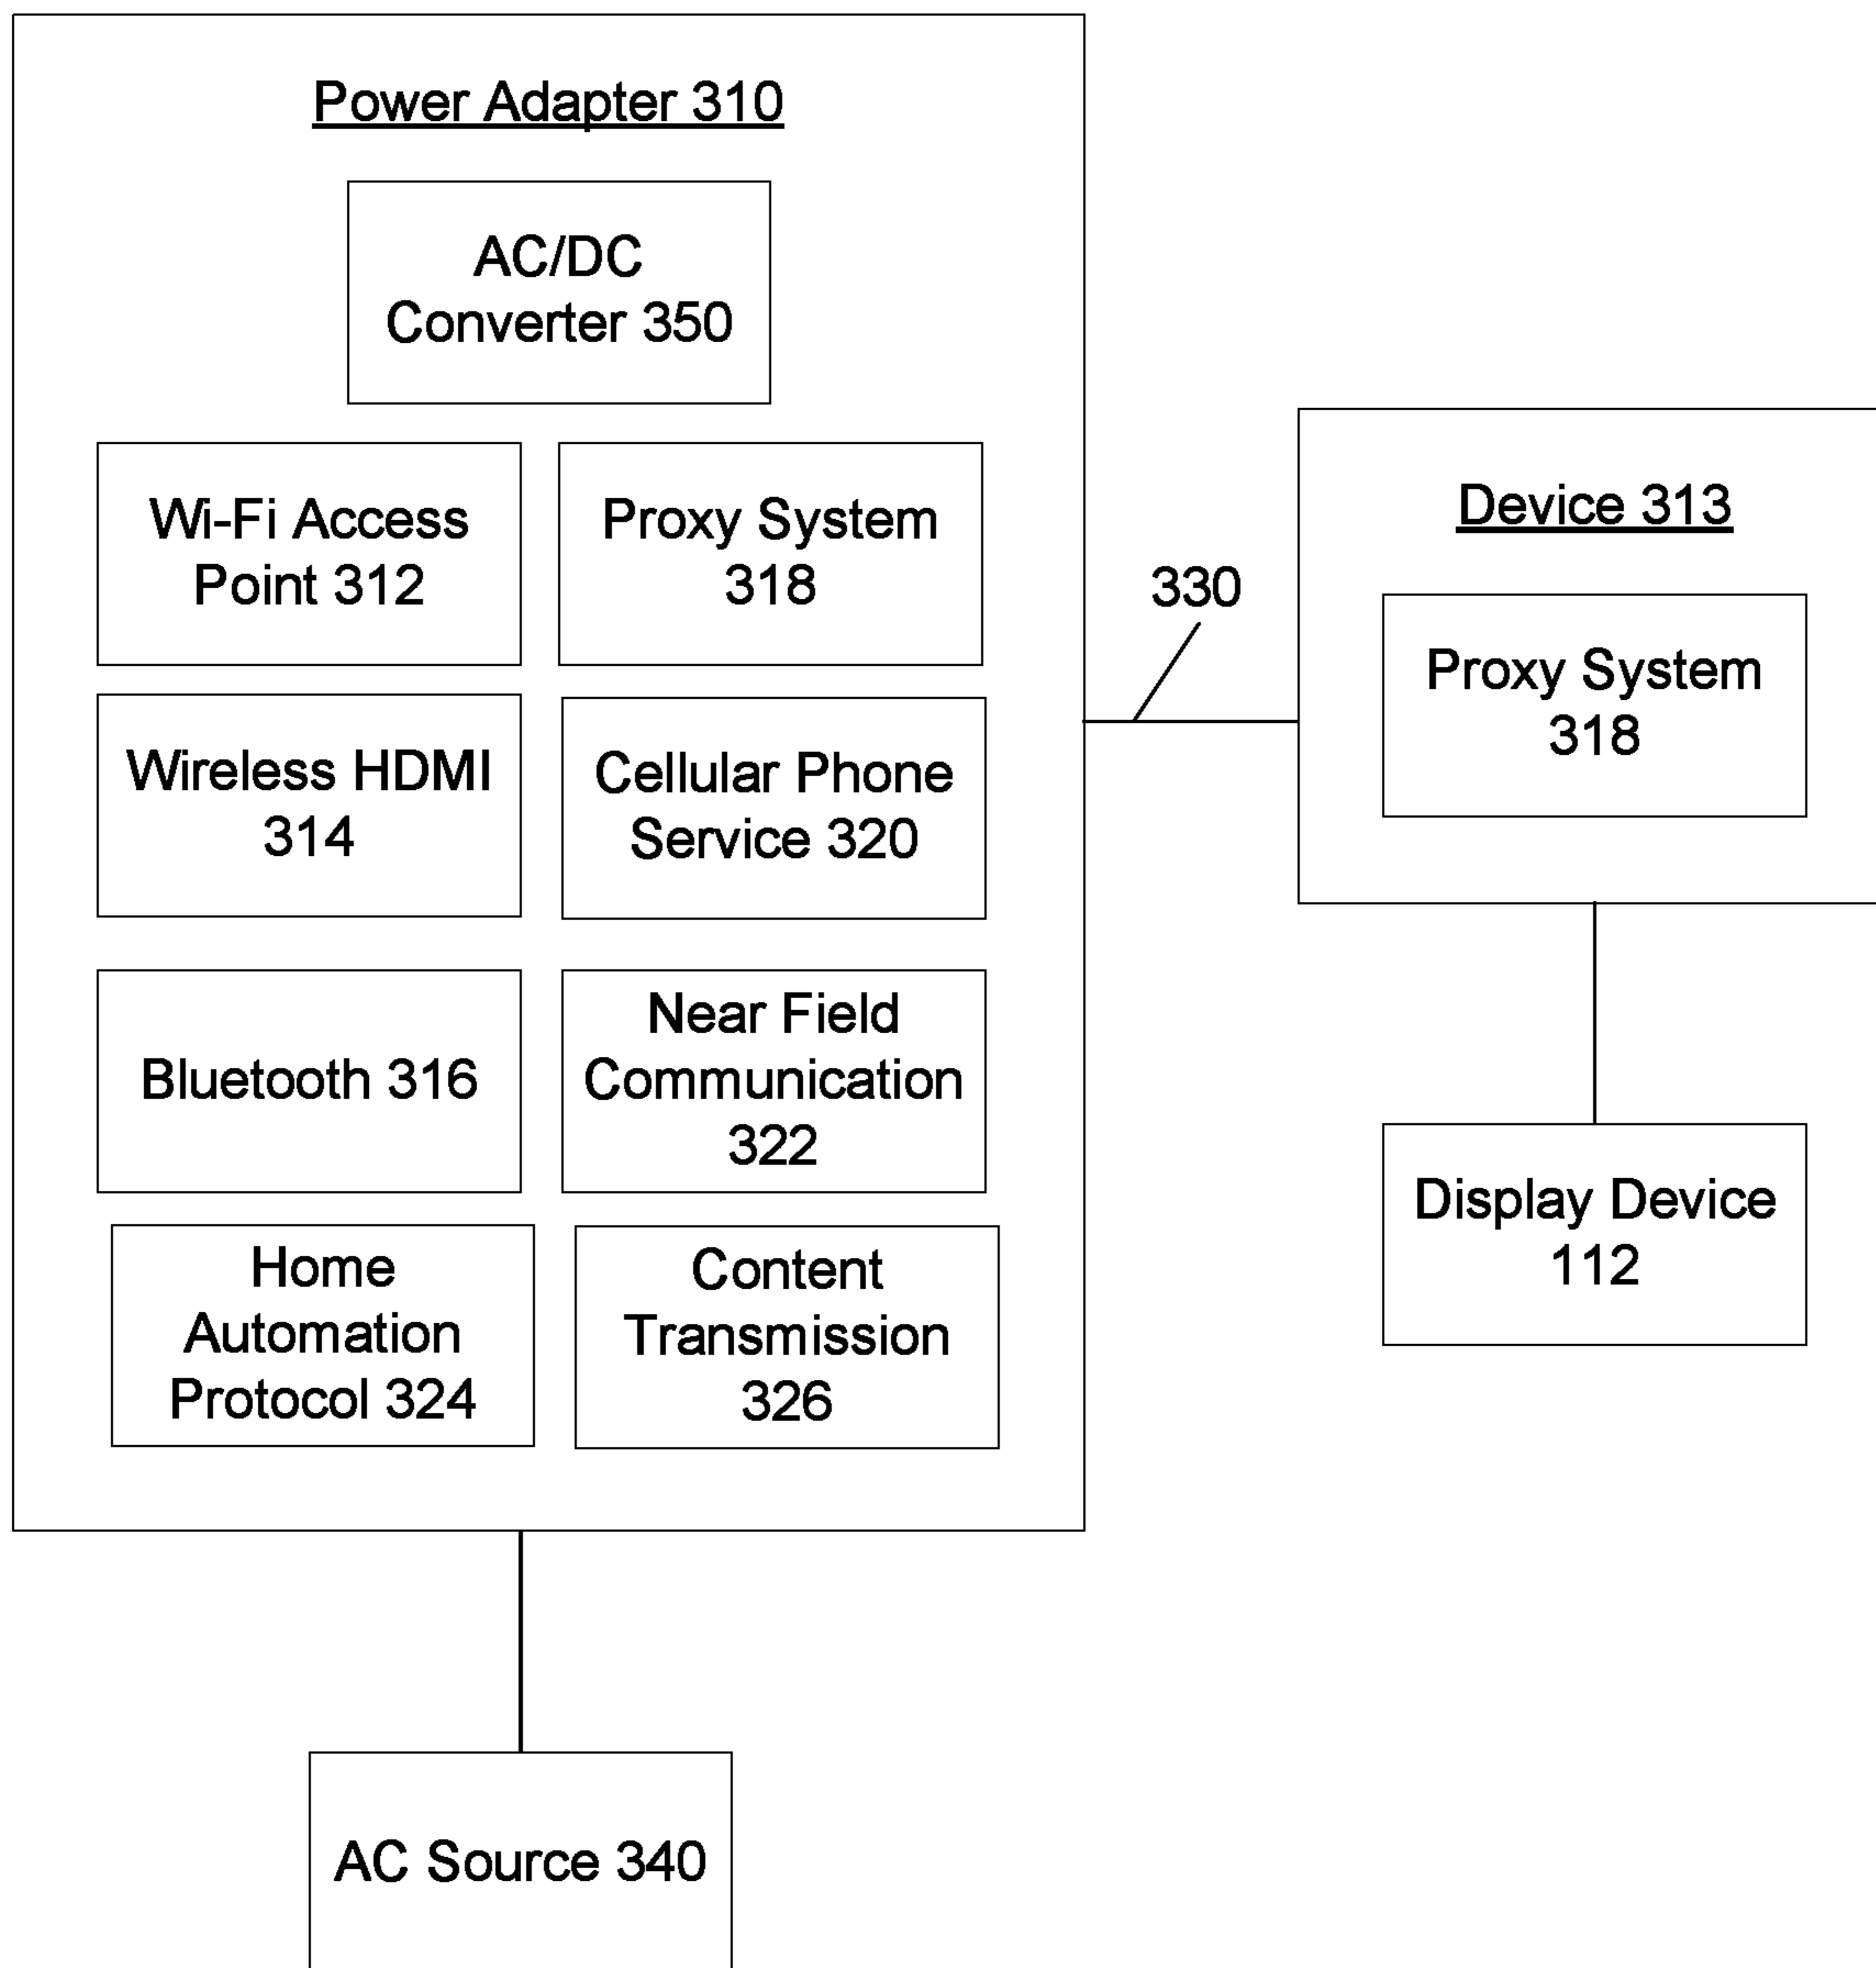 Power Adapter 310
AC/DC
Converter 350
Wi-Fi Access
Point 312
Proxy System
318
Wireless HDMI
314
Cellular Phone
Service 320
Bluetooth 316
Near Field
Communication
322
Home
Automation
Protocol 324
Content
Transmission
326
330
Device 313
Proxy System
318
Display Device
112
AC Source 340